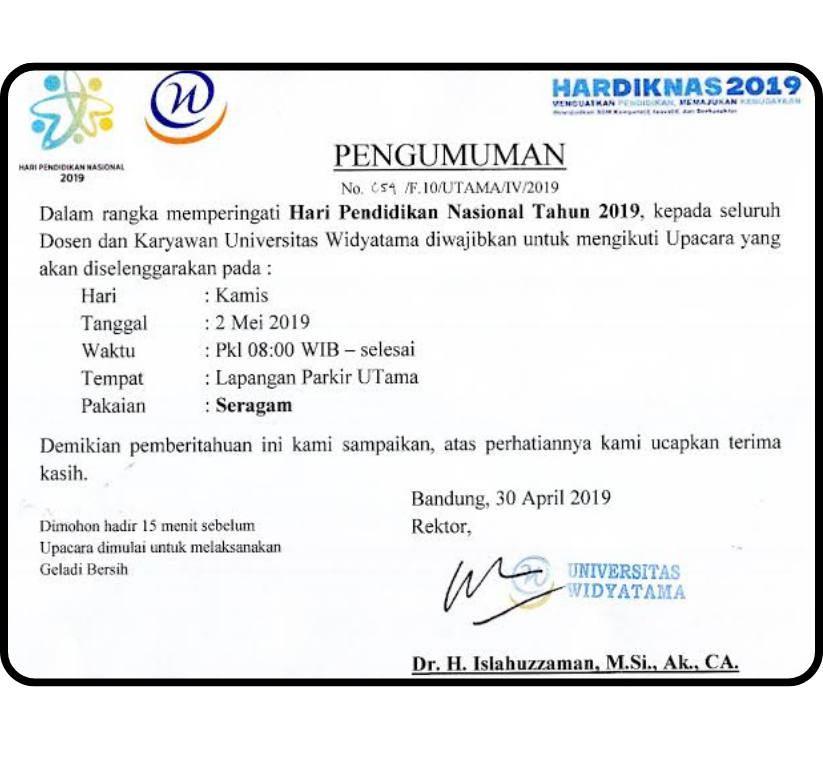 HARI PENDIDIKAN NASIONAL
2019
HARDIKNAS 2019
MENGUATKAN PENDIDIKAN, MEMAJUKAN KEBUDAYAAN
PENGUMUMAN
No. /F.10/UTAMA/IV/2019
Dalam rangka memperingati Hari Pendidikan Nasional Tahun 2019, kepada seluruh
Dosen dan Karyawan Universitas Widyatama diwajibkan untuk mengikuti Upacara yang
akan diselenggarakan pada :
Hari : Kamis
Tanggal : 2 Mei 2019
Waktu : Pkl 08:00 WIB – selesai
Tempat : Lapangan Parkir UTama
Pakaian : Seragam
Demikian pemberitahuan ini kami sampaikan, atas perhatiannya kami ucapkan terima
kasih.
Bandung, 30 April 2019
Rektor,
Dimohon hadir 15 menit sebelum
Upacara dimulai untuk melaksanakan
Geladi Bersih
UNIVERSITAS
WIDYATAMA
Dr. H. Islahuzzaman, M.Si., Ak., CA.